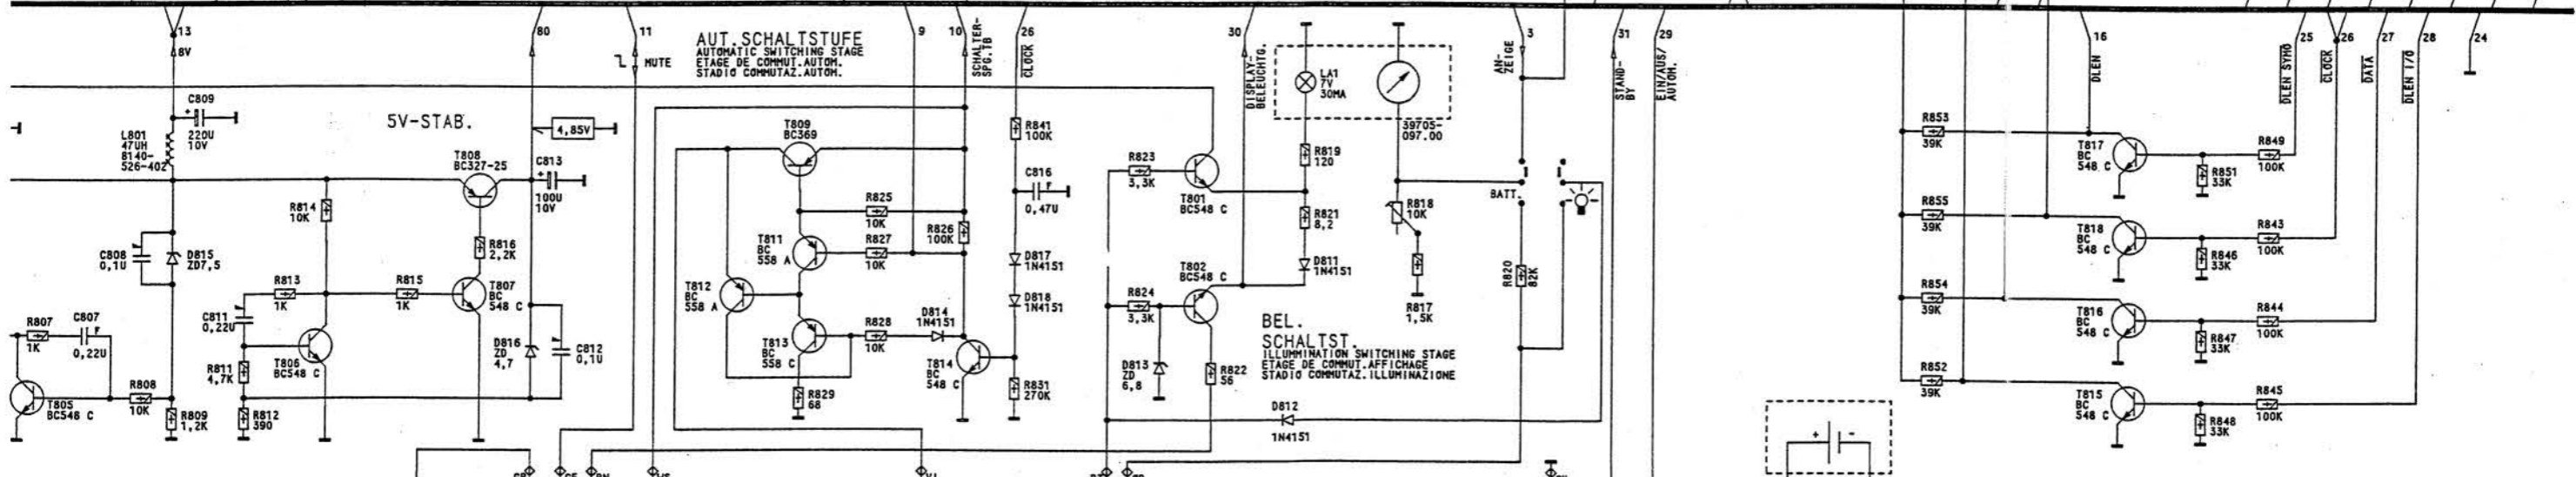 13
8V
80
11
MUTE
AUT.SCHALTSTUFE
AUTOMATIC SWITCHING STAGE
ETAGE DE COMMUT.AUTOM.
STADIO COMMUTAZ.AUTOM.
9
10
SCHALTER-
SPG.TB
26
CLOCK
30
DISPLAY-
BELEUCHTG.
LA1
7V
30MA
39705-
097.00
3
AN-
ZEIGE
31
STAND-
BY
29
EIN/AUS/
AUTOM.
16
DLEN
25
DLEN SYNO
26
CLOCK
27
DATA
28
DLEN I/O
24
C809
220U
10V
L801
47UH
8140-
526-402
5V-STAB.
4,85V
T808
BC327-25
C813
100U
10V
T809
BC369
R841
100K
C816
0,47U
R823
3,3K
T801
BC548 C
R819
120
R821
8,2
R818
10K
BATT.
R853
39K
T817
BC
548 C
R851
33K
R849
100K
R814
10K
R816
2,2K
R825
10K
R827
10K
R826
100K
T811
BC
558 A
D817
1N4151
D818
1N4151
D811
1N4151
R817
1,5K
R820
82K
R855
39K
T818
BC
548 C
R846
33K
R843
100K
C808
0,1U
D815
ZD7,5
R813
1K
R815
1K
T807
BC
548 C
T812
BC
558 A
T802
BC548 C
R824
3,3K
R854
39K
T816
BC
548 C
R847
33K
R844
100K
R807
1K
C807
0,22U
C811
0,22U
T806
BC548 C
D816
ZD
4,7
C812
0,1U
T813
BC
558 C
R828
10K
D814
1N4151
T814
BC
548 C
R831
270K
D813
ZD
6,8
R822
56
BEL.
SCHALTST.
ILLUMMINATION SWITCHING STAGE
ETAGE DE COMMUT.AFFICHAGE
STADIO COMMUTAZ.ILLUMINAZIONE
R852
39K
T815
BC
548 C
R848
33K
R845
100K
T805
BC548 C
R808
10K
R809
1,2K
R811
4,7K
R812
390
R829
68
D812
1N4151
+
-